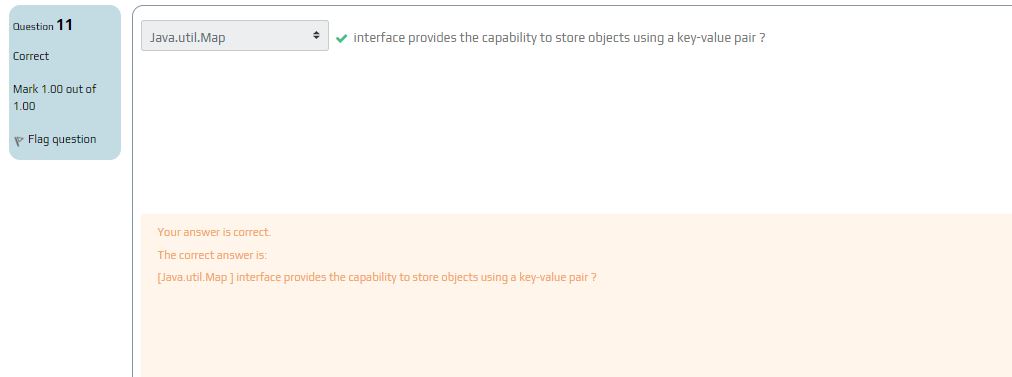 Question 11
Correct
Mark 1.00 out of
1.00
Flag question
Java.util.Map interface provides the capability to store objects using a key-value pair ?
Your answer is correct.
The correct answer is:
[Java.util.Map ] interface provides the capability to store objects using a key-value pair ?